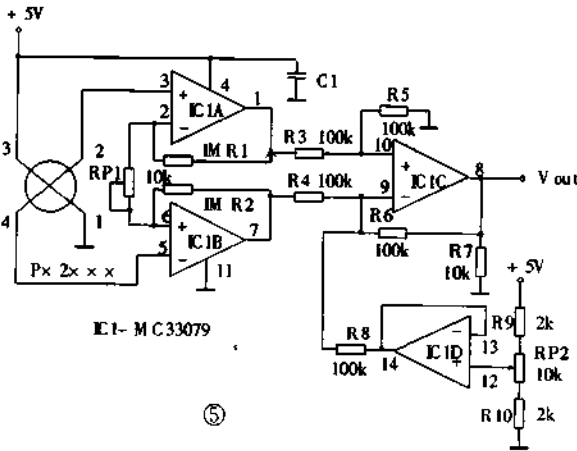 + 5V
3 4 1 C1
2 IC1A
R3 100k
R5
100k
10
3 2 RP1 10k 1M R1
R4 100k
9 IC1C 8 V out
4 1 1M R2
R6
100k
6
5 IC1B 7
11
R7
10k
+ 5V
P× 2× × ×
IC1- MC33079
R8
100k
14 IC1D 13
12
R9 2k
RP2
10k
R10 2k
⑤